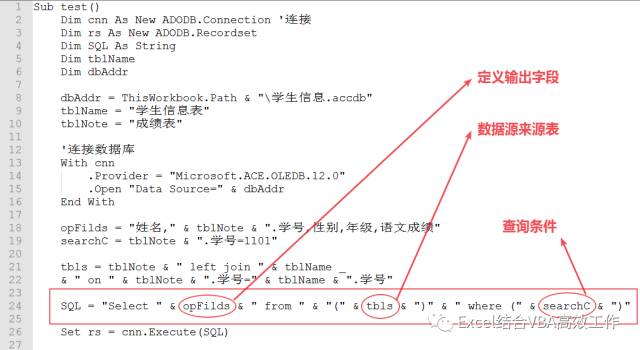 1 Sub test()
2 Dim cnn As New ADODB.Connection '连接
3 Dim rs As New ADODB.Recordset
4 Dim SQL As String
5 Dim tblName
6 Dim dbAddr
7
8 dbAddr = ThisWorkbook.Path & "\学生信息.accdb"
9 tblName = "学生信息表"
10 tblNote = "成绩表"
11
12 '连接数据库
13 With cnn
14 .Provider = "Microsoft.ACE.OLEDB.12.0"
15 .Open "Data Source=" & dbAddr
16 End With
17
18 opFilds = "姓名," & tblNote & ".学号,性别,年级,语文成绩"
19 searchC = tblNote & ".学号=1101"
20
21 tbls = tblNote & " left join " & tblName _
22 & " on " & tblNote & ".学号=" & tblName & ".学号"
23
24 SQL = "Select " & opFilds & " from " & "(" & tbls & ")" & " where (" & searchC & ")"
25
26 Set rs = cnn.Execute(SQL)
定义输出字段
数据源来源表
查询条件
Excel结合VBA高效工作